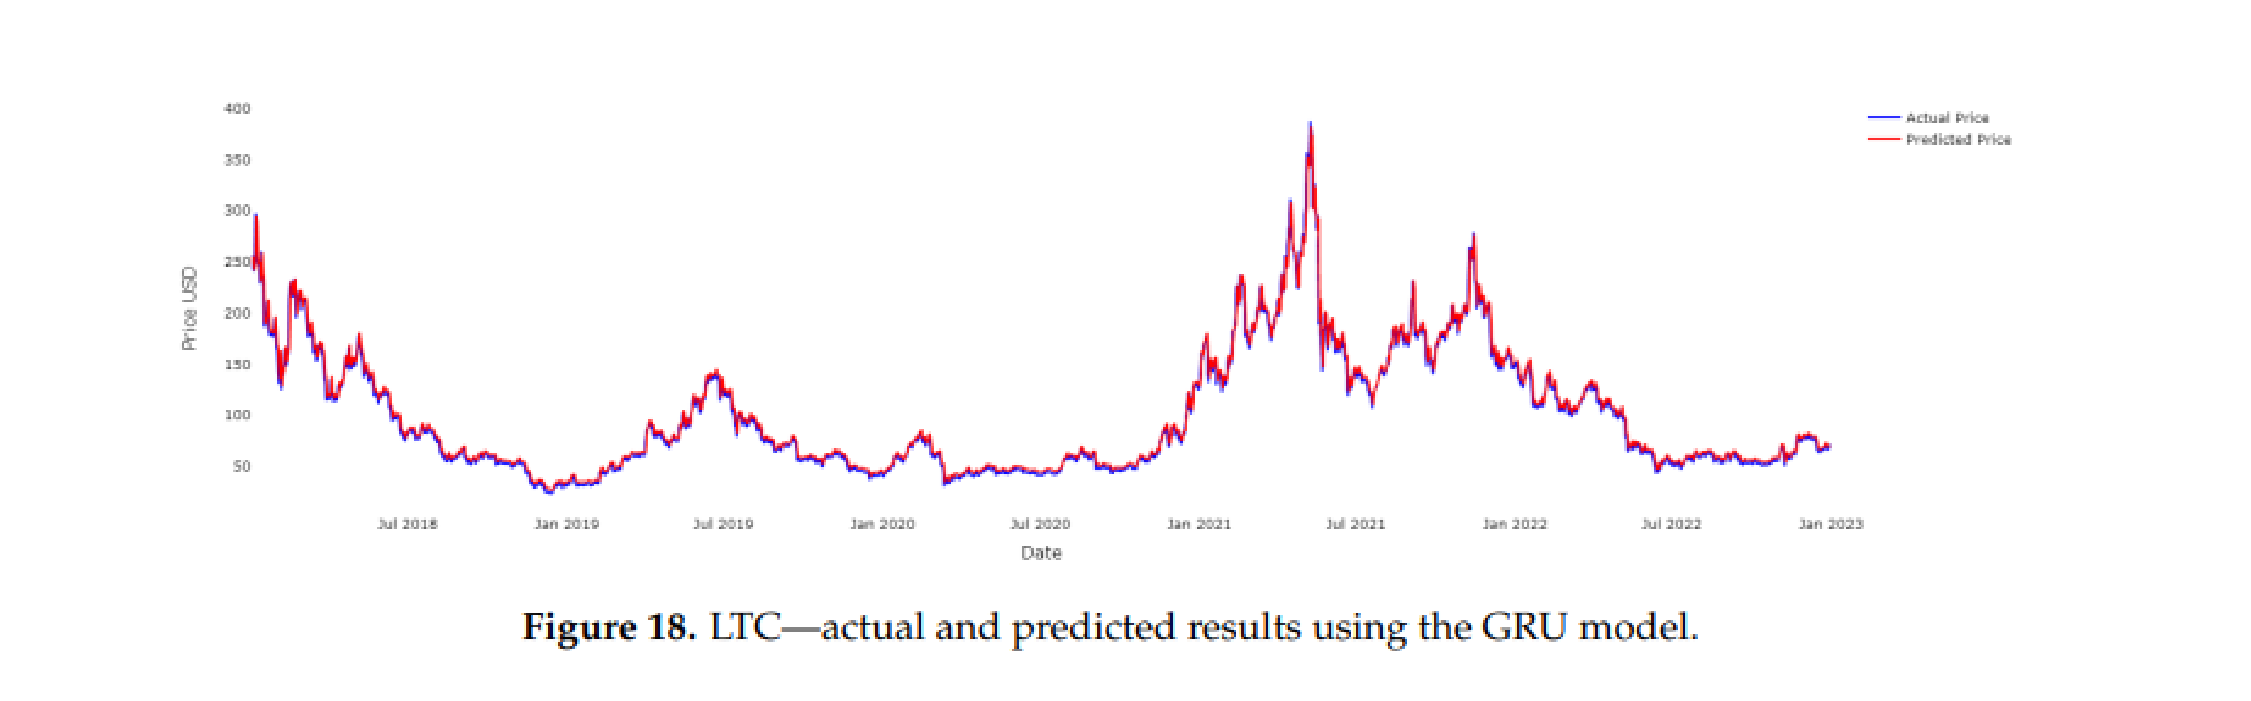 400
350
300
250
200
150
100
50
Price USD
Actual Price
Predicted Price
Jul 2018 Jan 2019 Jul 2019 Jan 2020 Jul 2020 Jan 2021 Jul 2021 Jan 2022 Jul 2022 Jan 2023
Date
Figure 18. LTC—actual and predicted results using the GRU model.